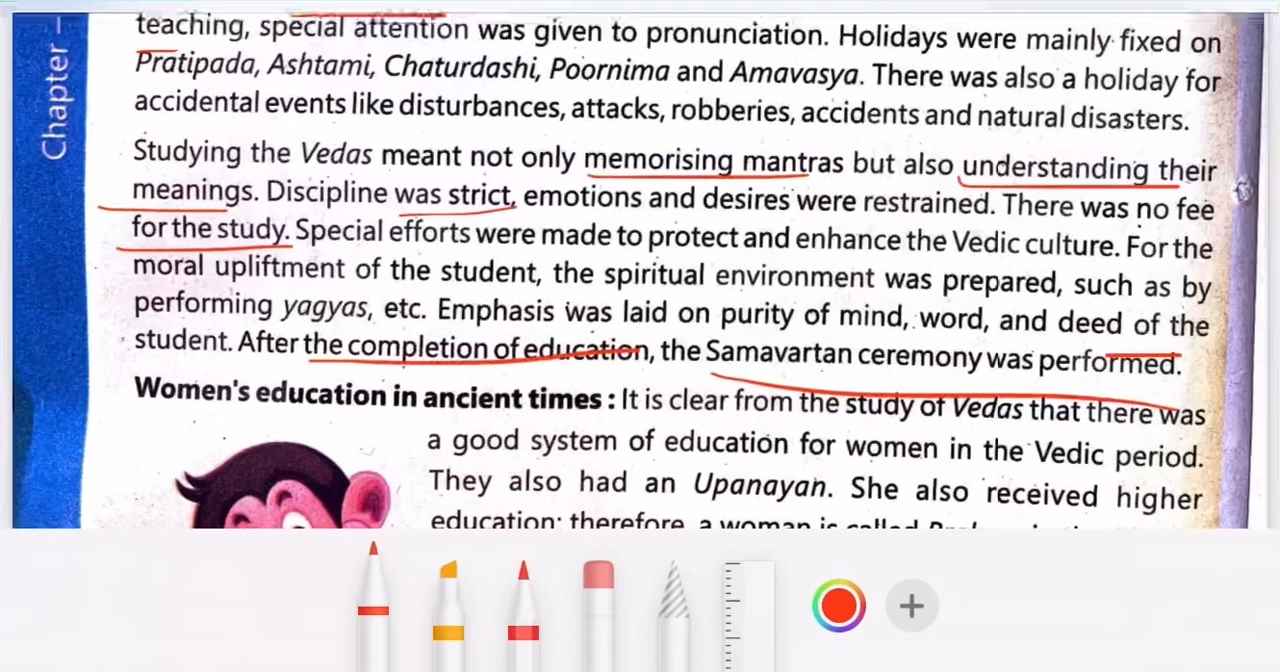 Chapter –
teaching, special attention was given to pronunciation. Holidays were mainly fixed on
Pratipada, Ashtami, Chaturdashi, Poornima and Amavasya. There was also a holiday for
accidental events like disturbances, attacks, robberies, accidents and natural disasters.
Studying the Vedas meant not only memorising mantras but also understanding their
meanings. Discipline was strict, emotions and desires were restrained. There was no fee
for the study. Special efforts were made to protect and enhance the Vedic culture. For the
moral upliftment of the student, the spiritual environment was prepared, such as by
performing yagyas, etc. Emphasis was laid on purity of mind, word, and deed of the
student. After the completion of education, the Samavartan ceremony was performed.
Women's education in ancient times : It is clear from the study of Vedas that there was
a good system of education for women in the Vedic period.
They also had an Upanayan. She also received higher
education; therefore, a woman is called